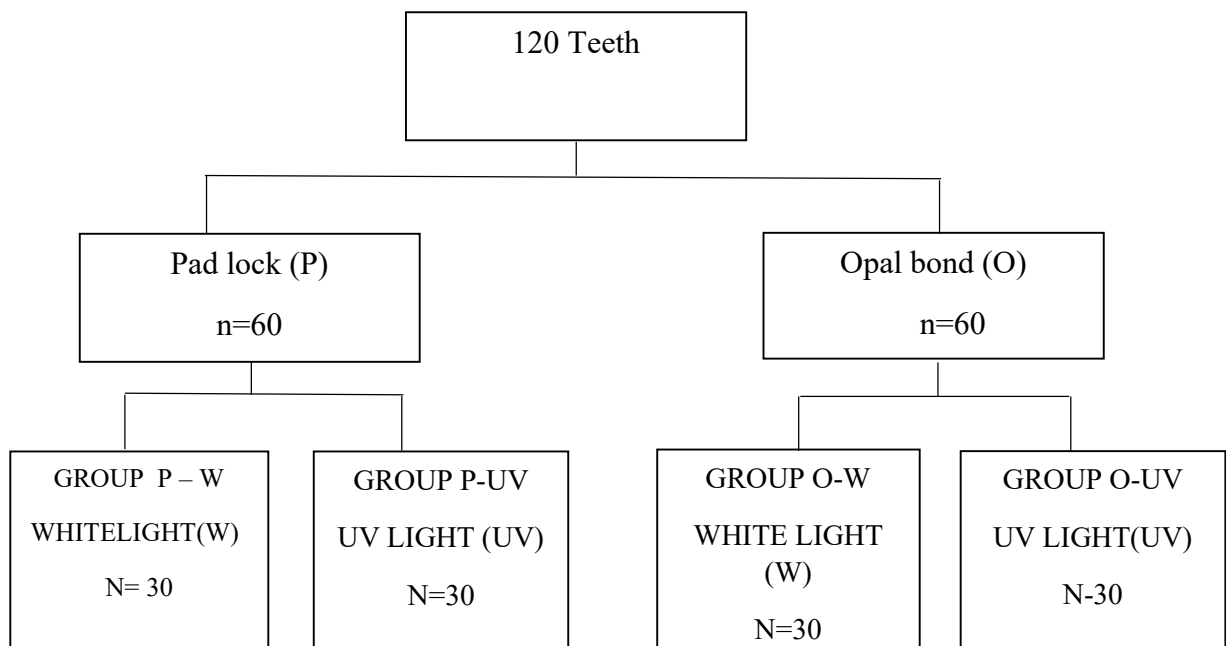 120 Teeth
Pad lock (P)
n=60
Opal bond (O)
n=60
GROUP P – W
WHITELIGHT(W)
N= 30
GROUP P-UV
UV LIGHT (UV)
N=30
GROUP O-W
WHITE LIGHT
(W)
N=30
GROUP O-UV
UV LIGHT(UV)
N-30